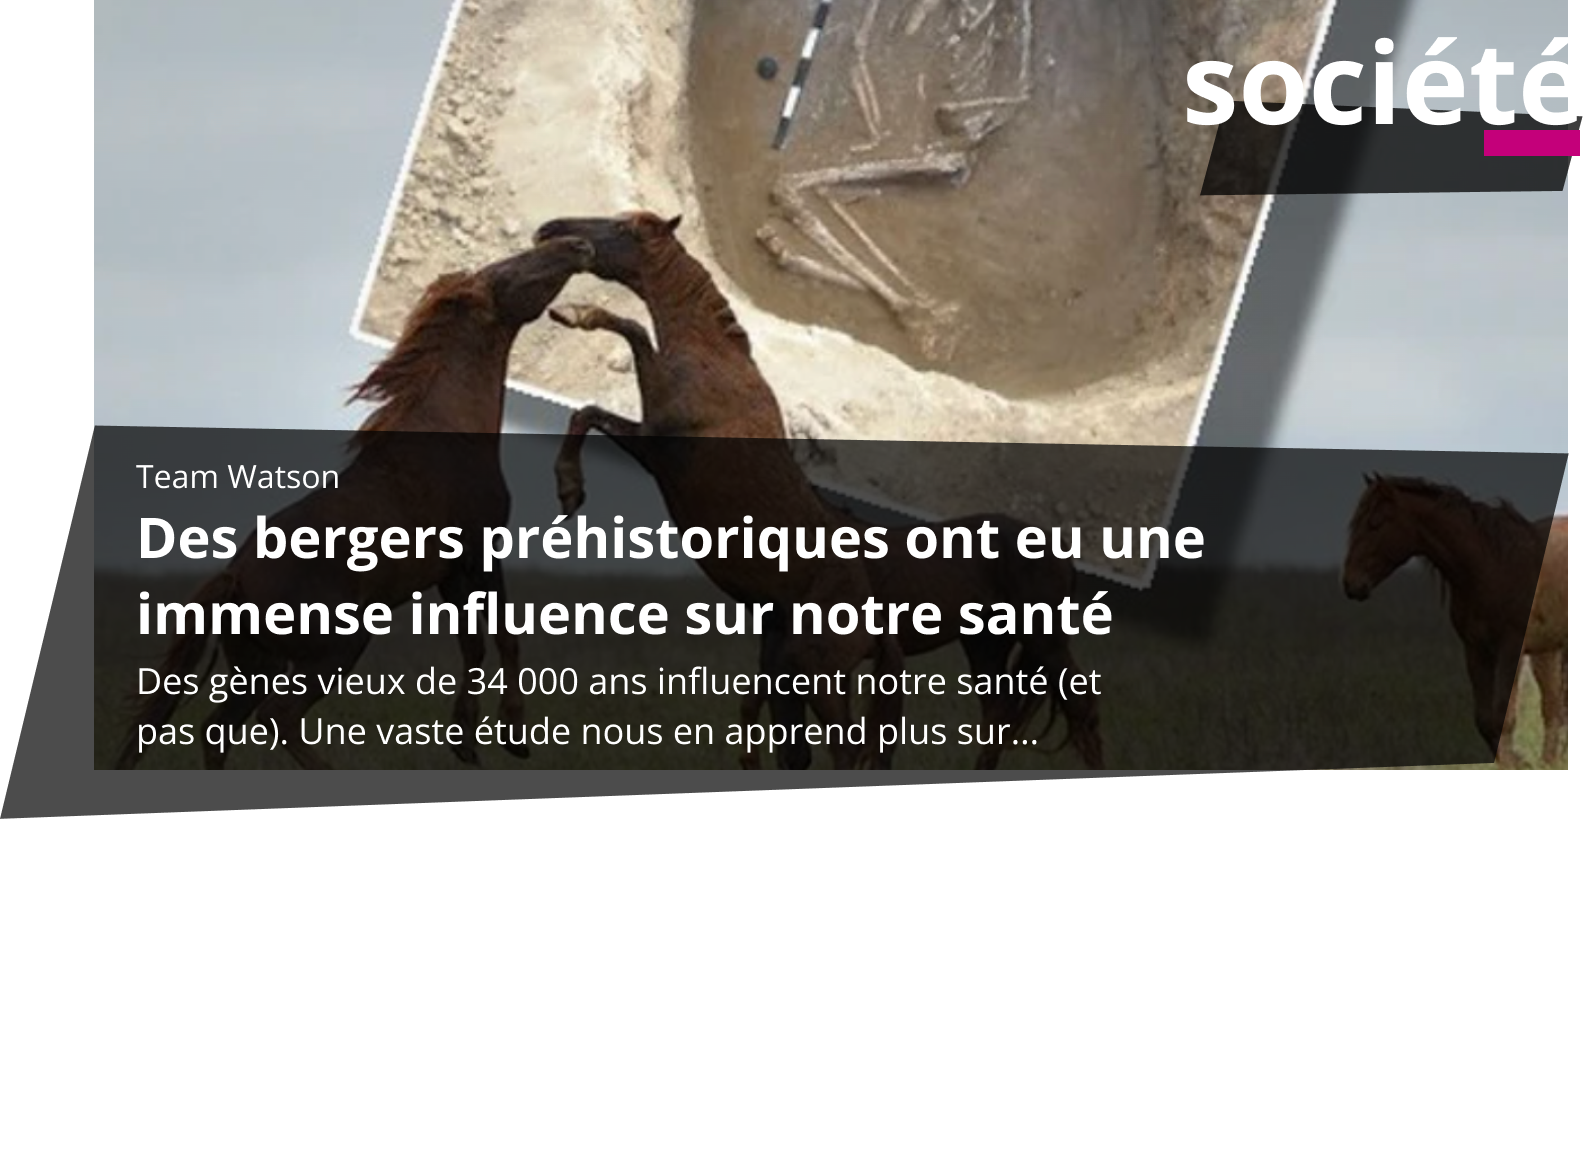 société
Team Watson
Des bergers préhistoriques ont eu une
immense influence sur notre santé
Des gènes vieux de 34 000 ans influencent notre santé (et
pas que). Une vaste étude nous en apprend plus sur...